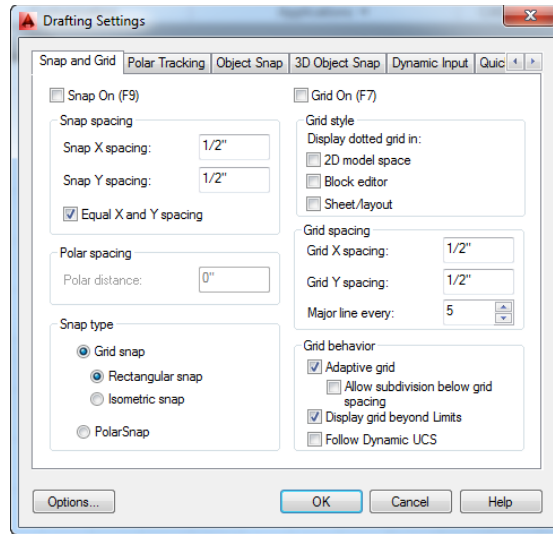 Drafting Settings
Snap and Grid
Polar Tracking
Object Snap
3D Object Snap
Dynamic Input
Quic
Snap On (F9)
Snap spacing
Snap X spacing: 1/2"
Snap Y spacing: 1/2"
Equal X and Y spacing
Polar spacing
Polar distance: 0"
Snap type
Grid snap
Rectangular snap
Isometric snap
PolarSnap
Grid On (F7)
Grid style
Display dotted grid in:
2D model space
Block editor
Sheet/layout
Grid spacing
Grid X spacing: 1/2"
Grid Y spacing: 1/2"
Major line every: 5
Grid behavior
Adaptive grid
Allow subdivision below grid
spacing
Display grid beyond Limits
Follow Dynamic UCS
Options...
OK
Cancel
Help